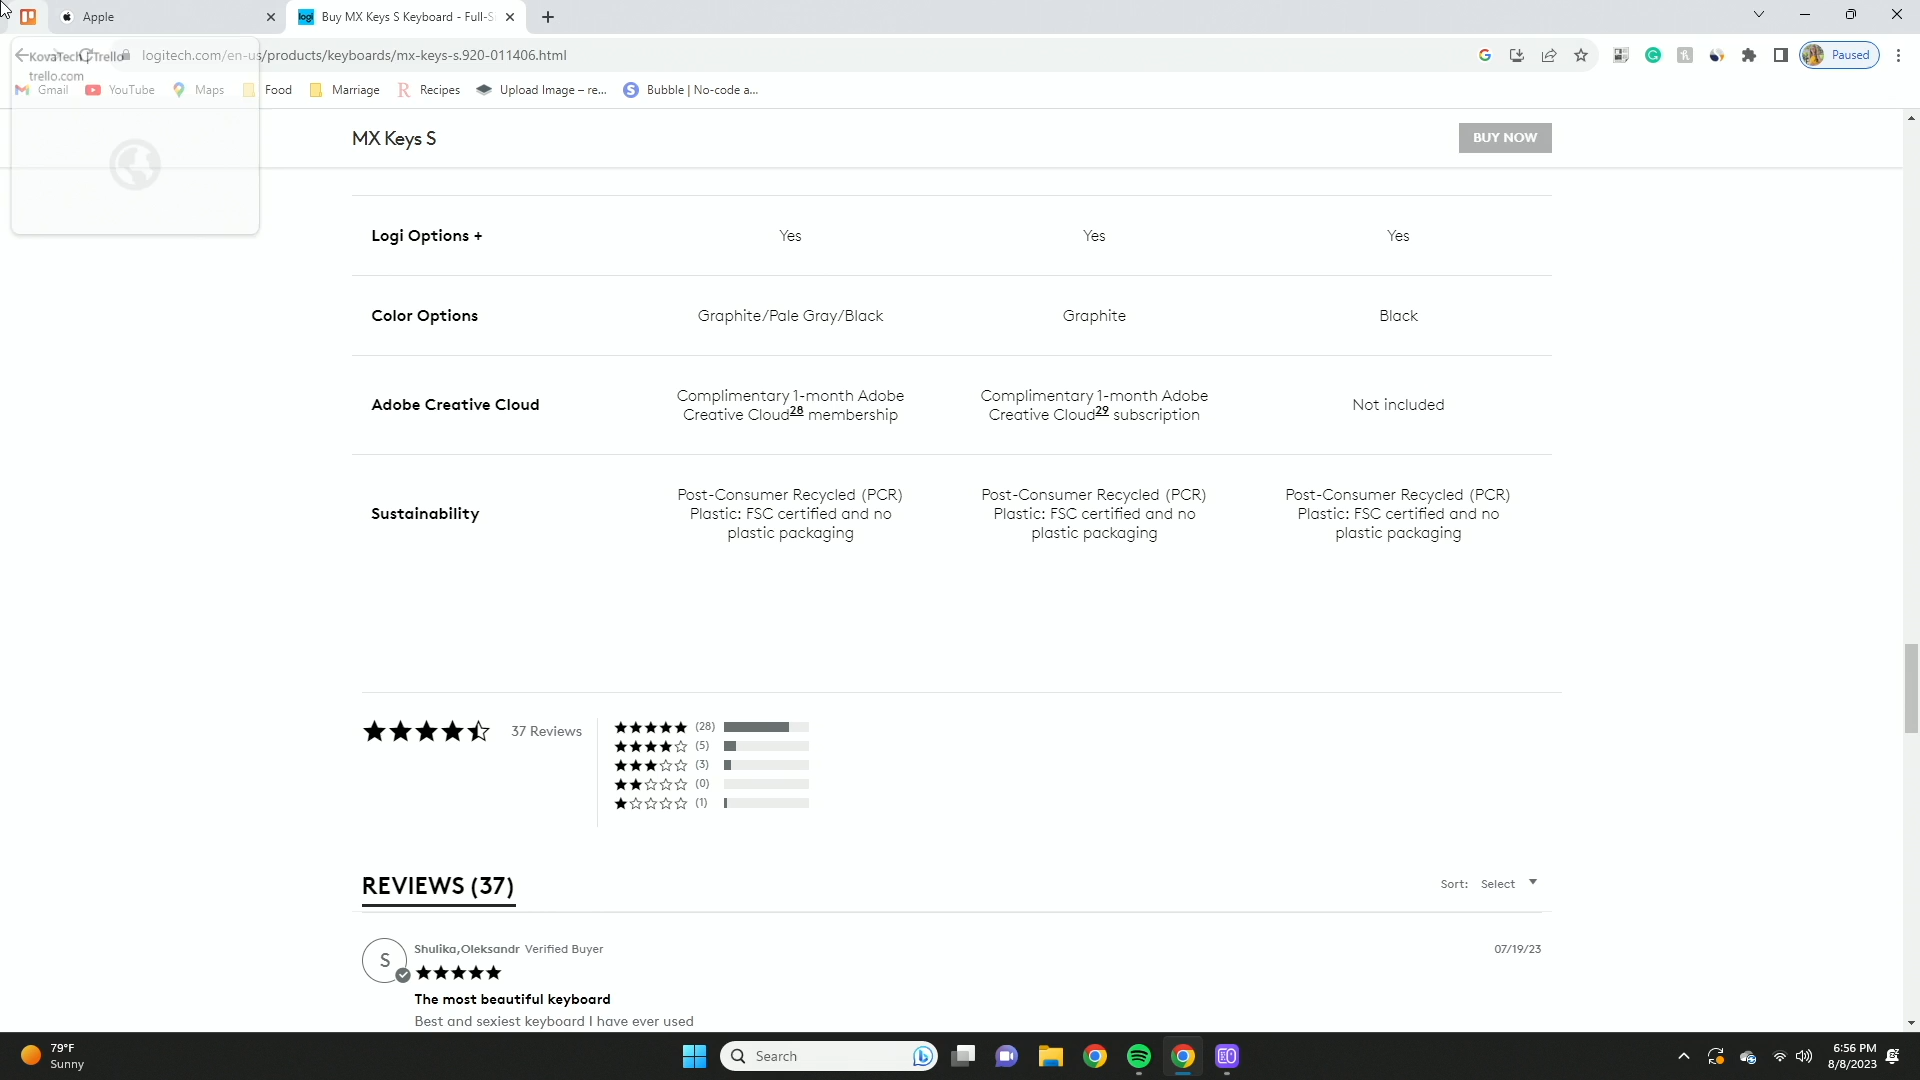 Apple
logi
Buy MX Keys S Keyboard - Full-S
KovaTech | Trello
trello.com
logitech.com/en-us/products/keyboards/mx-keys-s.920-011406.html
Paused
Gmail
YouTube
Maps
Food
Marriage
R
Recipes
Upload Image – re...
S
Bubble | No-code a...
MX Keys S
BUY NOW
Logi Options +
Yes
Yes
Yes
Color Options
Graphite/Pale Gray/Black
Graphite
Black
Adobe Creative Cloud
Complimentary 1-month Adobe
Creative Cloud28 membership
Complimentary 1-month Adobe
Creative Cloud29 subscription
Not included
Sustainability
Post-Consumer Recycled (PCR)
Plastic: FSC certified and no
plastic packaging
Post-Consumer Recycled (PCR)
Plastic: FSC certified and no
plastic packaging
Post-Consumer Recycled (PCR)
Plastic: FSC certified and no
plastic packaging
37 Reviews
(28)
(5)
(3)
(0)
(1)
REVIEWS (37)
Sort: Select
S
Shulika,Oleksandr Verified Buyer
07/19/23
The most beautiful keyboard
Best and sexiest keyboard I have ever used
79°F
Sunny
Search
6:56 PM
8/8/2023